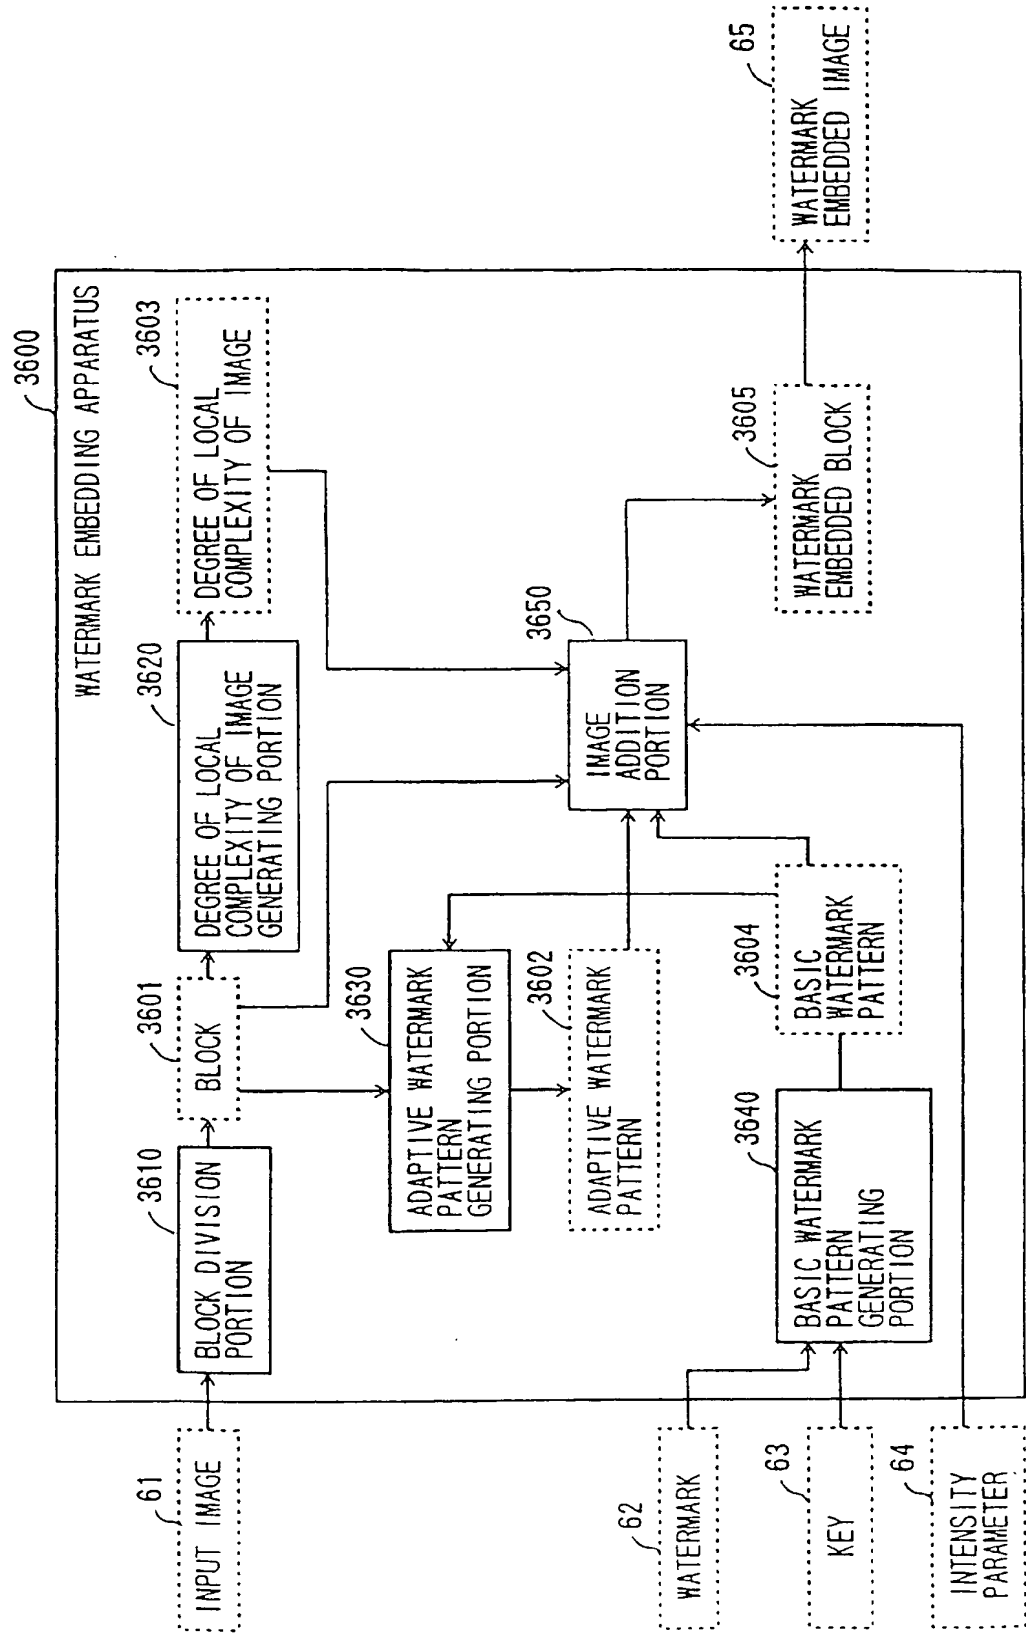 3600
WATERMARK EMBEDDING APPARATUS
61
INPUT IMAGE
3610
BLOCK DIVISION
PORTION
3601
BLOCK
3620
DEGREE OF LOCAL
COMPLEXITY OF IMAGE
GENERATING PORTION
3603
DEGREE OF LOCAL
COMPLEXITY OF IMAGE
3630
ADAPTIVE WATERMARK
PATTERN
GENERATING PORTION
3602
ADAPTIVE WATERMARK
PATTERN
3650
IMAGE
ADDITION
PORTION
3605
WATERMARK
EMBEDDED BLOCK
65
WATERMARK
EMBEDDED IMAGE
62
WATERMARK
63
KEY
64
INTENSITY
PARAMETER
3640
BASIC WATERMARK
PATTERN
GENERATING
PORTION
3604
BASIC
WATERMARK
PATTERN